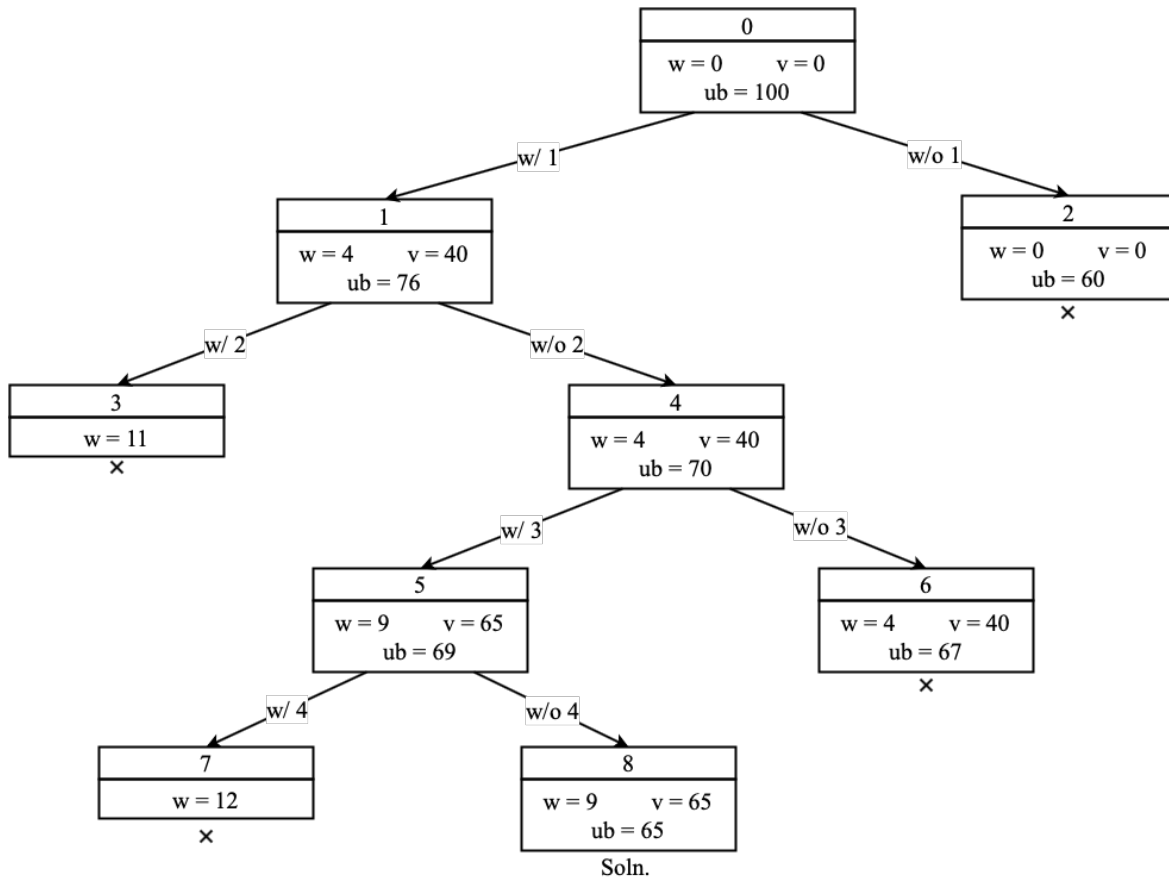 0
w = 0 v = 0
ub = 100
w/ 1
w/o 1
1
w = 4 v = 40
ub = 76
2
w = 0 v = 0
ub = 60
×
w/ 2
w/o 2
3
w = 11
×
4
w = 4 v = 40
ub = 70
w/ 3
w/o 3
5
w = 9 v = 65
ub = 69
6
w = 4 v = 40
ub = 67
×
w/ 4
w/o 4
7
w = 12
×
8
w = 9 v = 65
ub = 65
Soln.